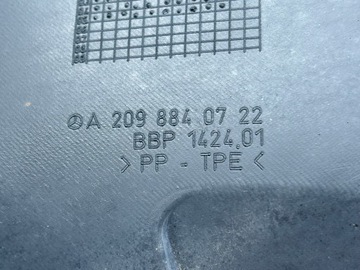 A 209 884 07 22
BBP 1424.01
> PP - TPE <